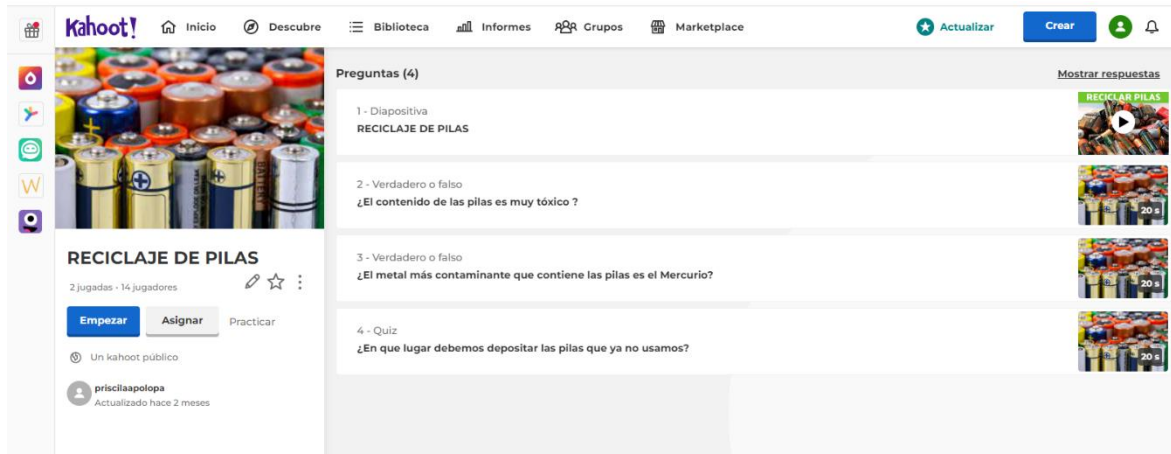 Kahoot! Inicio Descubre Biblioteca Informes Grupos Marketplace Actualizar Crear
Preguntas (4) Mostrar respuestas
1 - Diapositiva
RECICLAJE DE PILAS
RECICLAR PILAS
2 - Verdadero o falso
¿El contenido de las pilas es muy tóxico ?
20 s
3 - Verdadero o falso
¿El metal más contaminante que contiene las pilas es el Mercurio?
20 s
4 - Quiz
¿En que lugar debemos depositar las pilas que ya no usamos?
20 s
BATTERY
RECICLAJE DE PILAS
2 jugadas - 14 jugadores
Empezar Asignar Practicar
Un kahoot público
priscilaapolopa
Actualizado hace 2 meses